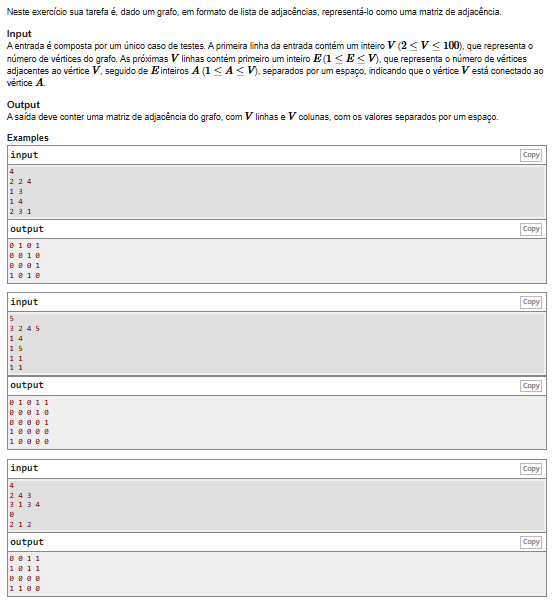 Neste exercício sua tarefa é, dado um grafo, em formato de lista de adjacências, representá-lo como uma matriz de adjacência.
Input
A entrada é composta por um único caso de testes. A primeira linha da entrada contém um inteiro V (2 ≤ V ≤ 100), que representa o
número de vértices do grafo. As próximas V linhas contém primeiro um inteiro E (1 ≤ E ≤ V), que representa o número de vértices
adjacentes ao vértice V, seguido de E inteiros A (1 ≤ A ≤ V), separados por um espaço, indicando que o vértice V está conectado ao
vértice A.
Output
A saída deve conter uma matriz de adjacência do grafo, com V linhas e V colunas, com os valores separados por um espaço.
Examples
input Copy
4
2 2 4
1 3
1 4
2 3 1
output Copy
0 1 0 1
0 0 1 0
0 0 0 1
1 0 1 0
input Copy
5
3 2 4 5
1 4
1 5
1 1
1 1
output Copy
0 1 0 1 1
0 0 0 1 0
0 0 0 0 1
1 0 0 0 0
1 0 0 0 0
input Copy
4
2 4 3
3 1 3 4
0
2 1 2
output Copy
0 0 1 1
1 0 1 1
0 0 0 0
1 1 0 0